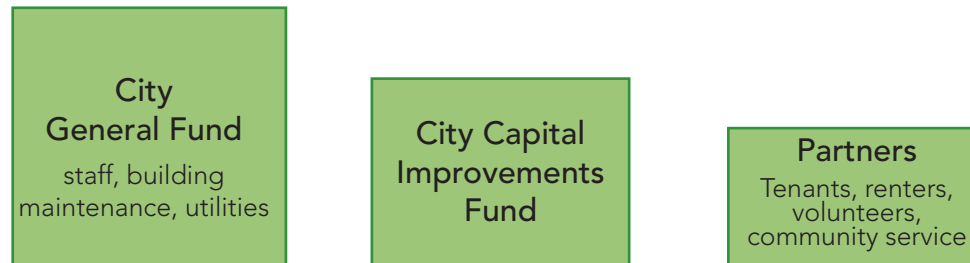 City
General Fund
staff, building
maintenance, utilities
City Capital
Improvements
Fund
Partners
Tenants, renters,
volunteers,
community service